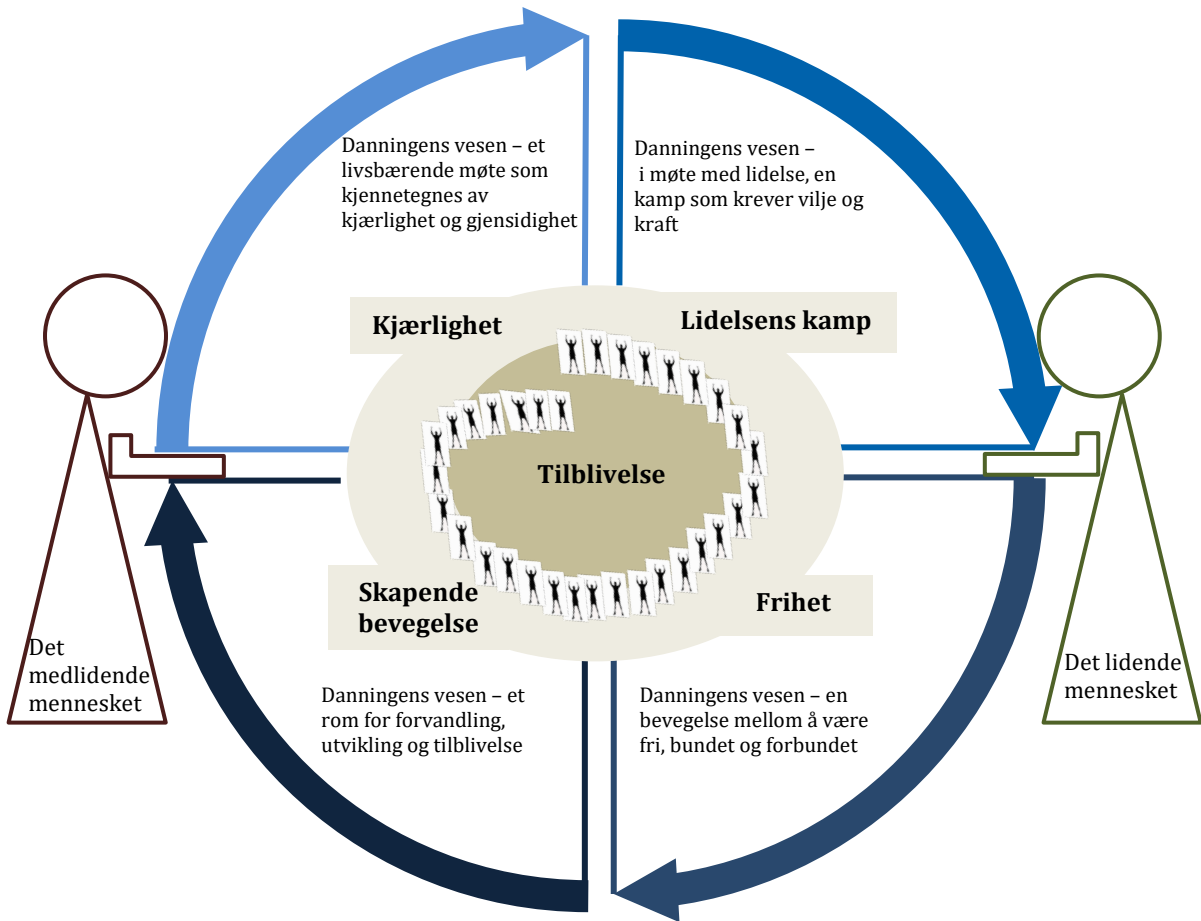 Danningens vesen – et
livsbærende møte som
kjennetegnes av
kjærlighet og gjensidighet
Danningens vesen –
i møte med lidelse, en
kamp som krever vilje og
kraft
Kjærlighet
Lidelsens kamp
Tilblivelse
Skapende
bevegelse
Frihet
Det
medlidende
mennesket
Det lidende
mennesket
Danningens vesen – et
rom for forvandling,
utvikling og tilblivelse
Danningens vesen – en
bevegelse mellom å være
fri, bundet og forbundet